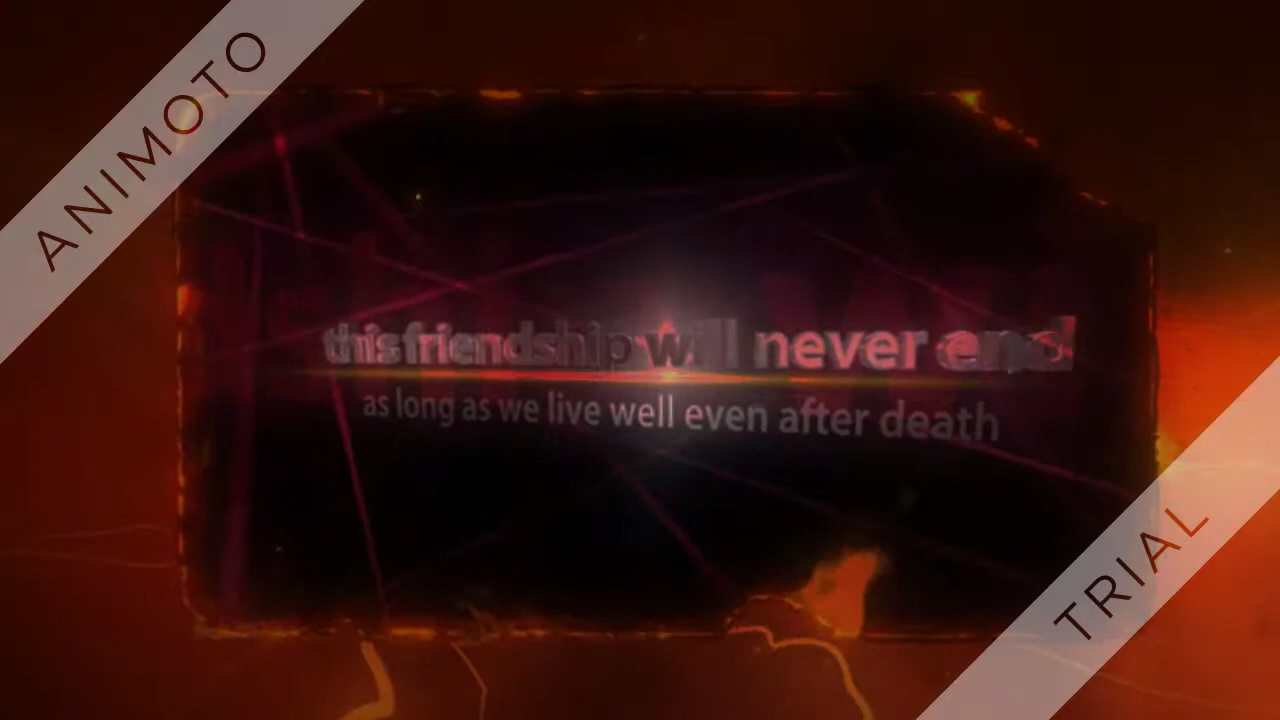 ANIMOTO
this friendship will never end
as long as we live well even after death
TRIAL